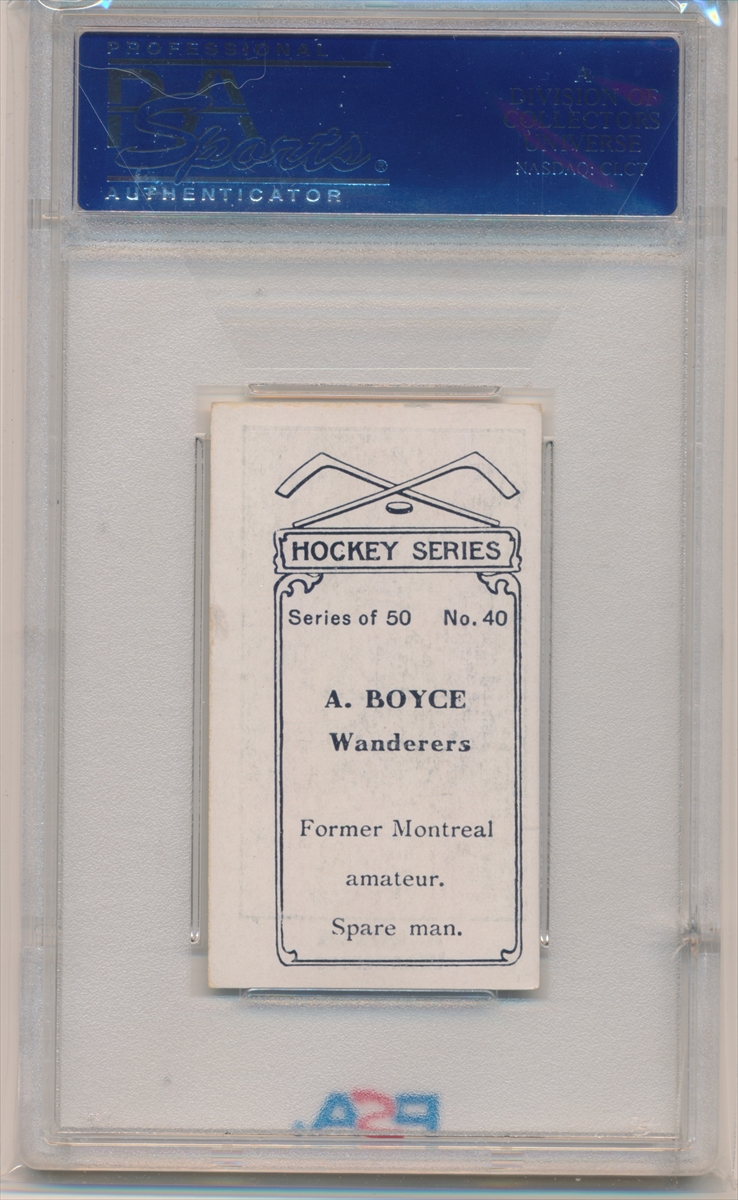 PROFESSIONAL
PSA
Sports®
AUTHENTICATOR
A
DIVISION OF
COLLECTORS
UNIVERSE
NASDAQ: CLCT
HOCKEY SERIES
Series of 50 No. 40
A. BOYCE
Wanderers
Former Montreal
amateur.
Spare man.
PSA